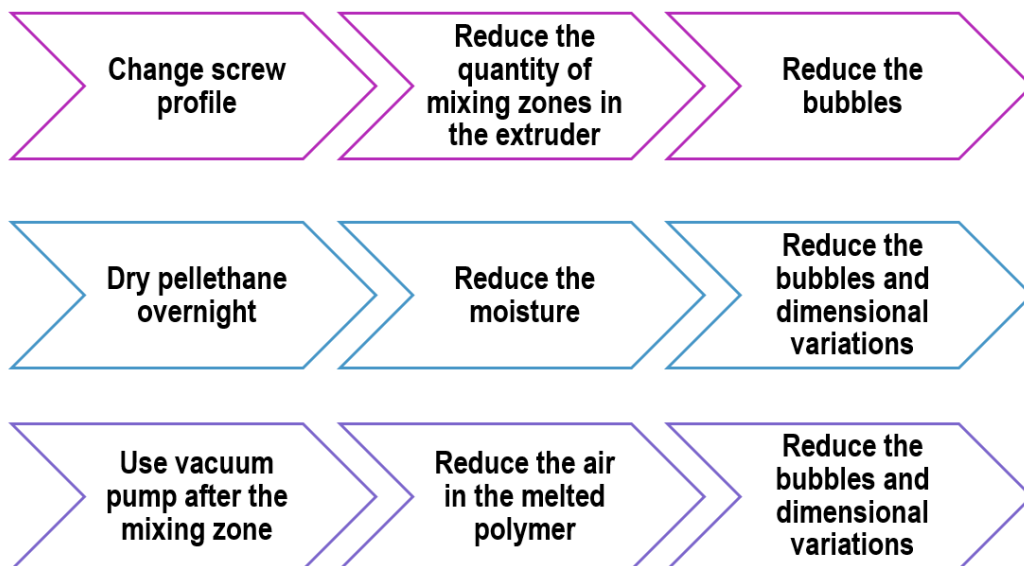 Change screw
profile
Reduce the
quantity of
mixing zones in
the extruder
Reduce the
bubbles
Dry pellethane
overnight
Reduce the
moisture
Reduce the
bubbles and
dimensional
variations
Use vacuum
pump after the
mixing zone
Reduce the air
in the melted
polymer
Reduce the
bubbles and
dimensional
variations